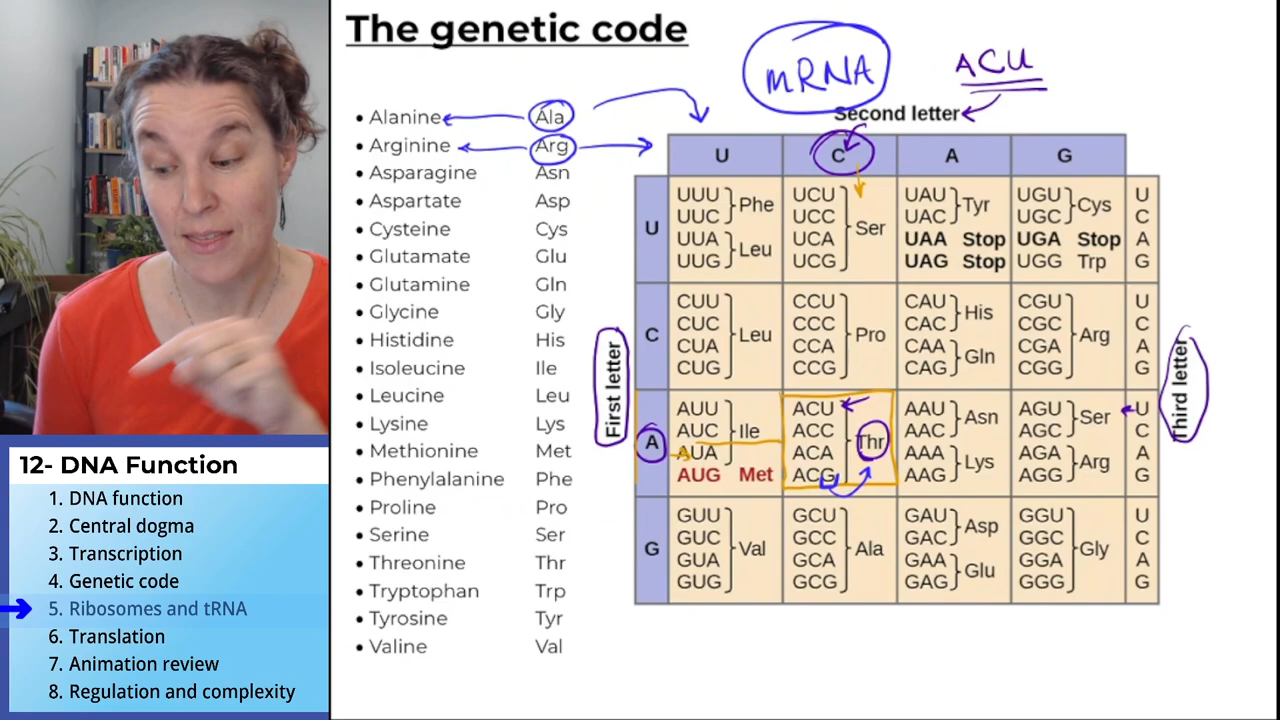 The genetic code
mRNA
ACU
• Alanine Ala
• Arginine Arg
• Asparagine Asn
• Aspartate Asp
• Cysteine Cys
• Glutamate Glu
• Glutamine Gln
• Glycine Gly
• Histidine His
• Isoleucine Ile
• Leucine Leu
• Lysine Lys
• Methionine Met
• Phenylalanine Phe
• Proline Pro
• Serine Ser
• Threonine Thr
• Tryptophan Trp
• Tyrosine Tyr
• Valine Val
Second letter
U C A G
First letter
Third letter
U
UUU UCU UAU UGU U
UUC Phe UCC UAC Tyr UGC Cys C
UUA UCA Ser UAA Stop UGA Stop A
UUG Leu UCG UAG Stop UGG Trp G
C
CUU CCU CAU CGU U
CUC CCC CAC His CGC C
CUA Leu CCA Pro CAA CGA Arg A
CUG CCG CAG Gln CGG G
A
AUU ACU AAU AGU U
AUC Ile ACC AAC Asn AGC Ser C
AUA ACA Thr AAA AGA A
AUG Met ACG AAG Lys AGG Arg G
G
GUU GCU GAU GGU U
GUC GCC GAC Asp GGC C
GUA Val GCA Ala GAA GGA Gly A
GUG GCG GAG Glu GGG G
12- DNA Function
1. DNA function
2. Central dogma
3. Transcription
4. Genetic code
5. Ribosomes and tRNA
6. Translation
7. Animation review
8. Regulation and complexity